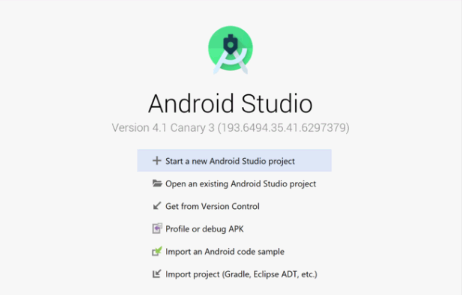 Android Studio
Version 4.1 Canary 3 (193.6494.35.41.6297379)
Start a new Android Studio project
Open an existing Android Studio project
Get from Version Control
Profile or debug APK
Import an Android code sample
Import project (Gradle, Eclipse ADT, etc.)